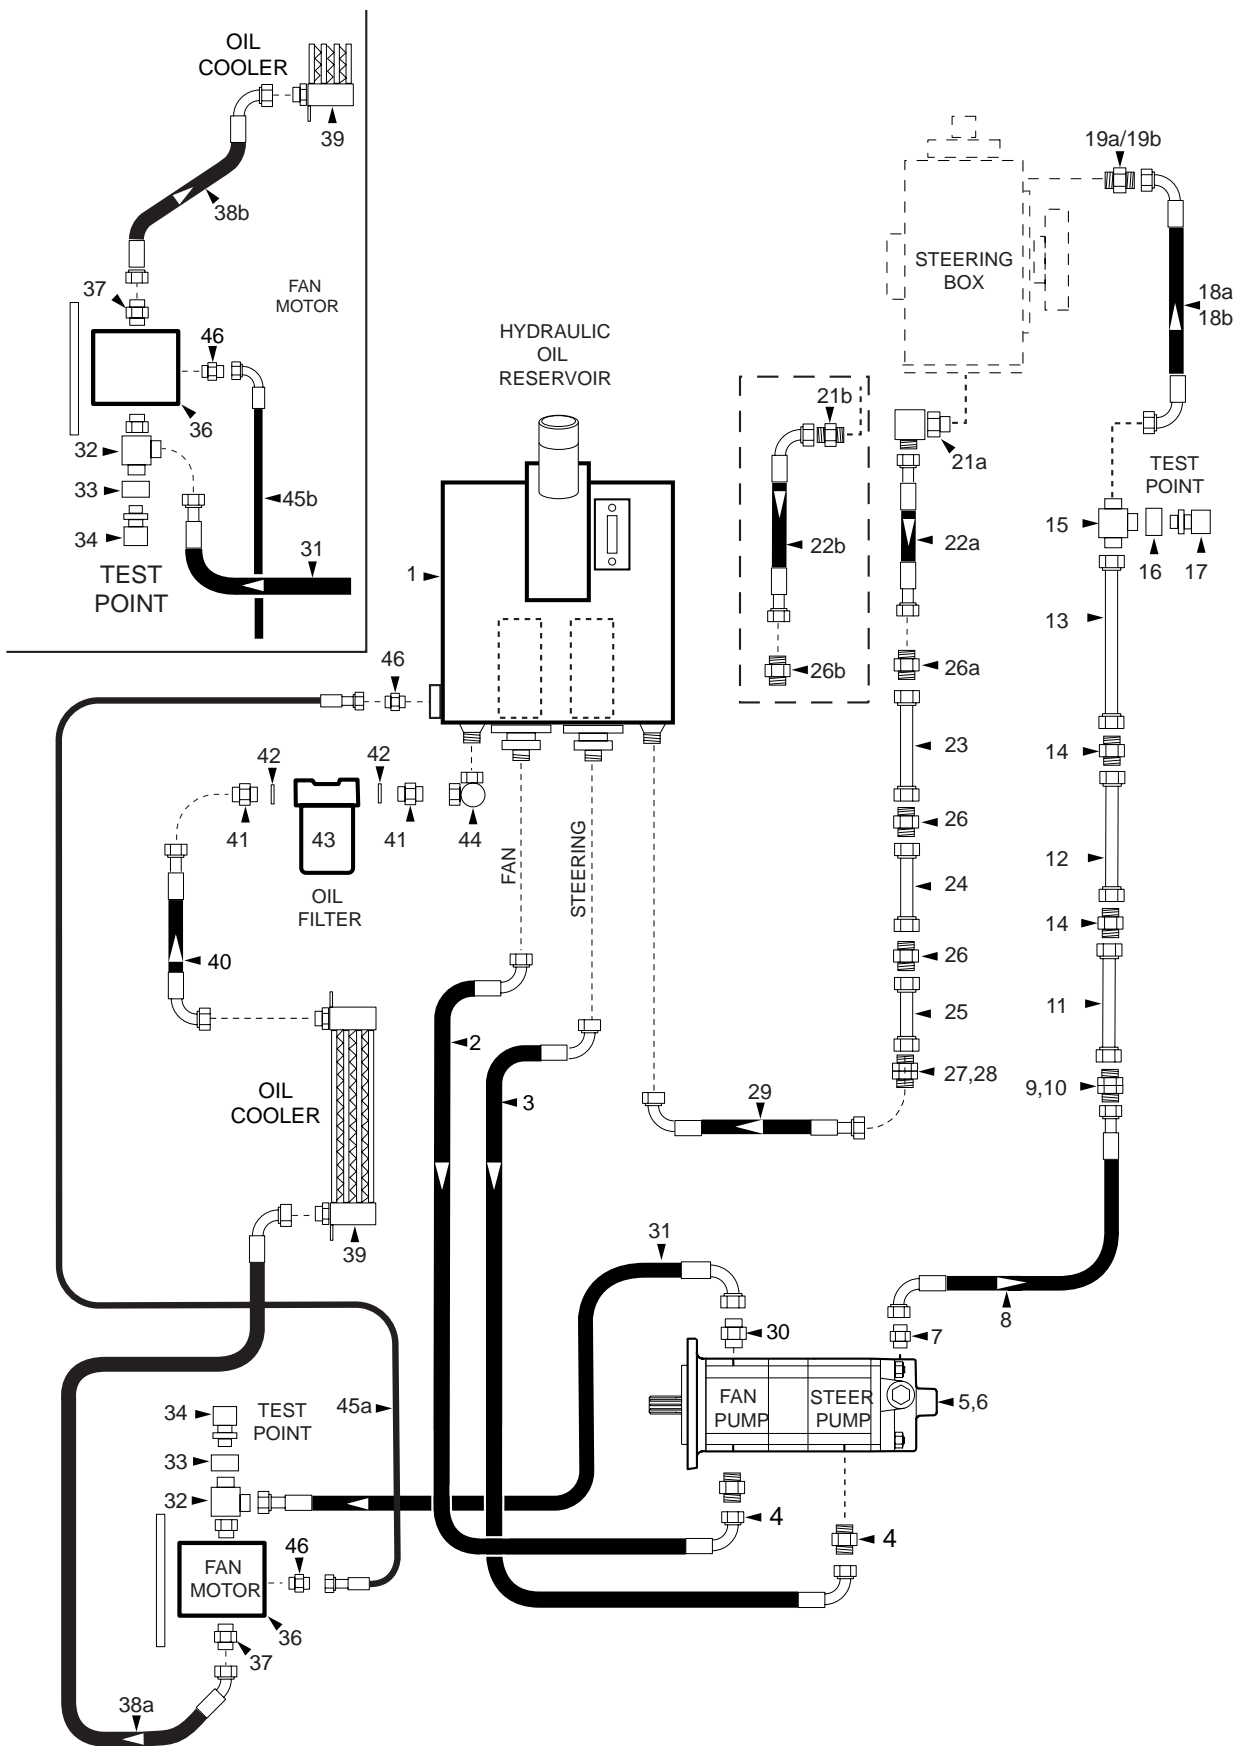 OIL
COOLER
39
38b
FAN
MOTOR
37
46
36
32
33
34
45b
31
TEST
POINT
19a/19b
STEERING
BOX
18a
18b
HYDRAULIC
OIL
RESERVOIR
21b
21a
TEST
POINT
15
16
17
1
22b
22a
13
26b
26a
46
23
14
42
42
41
43
41
44
26
12
FAN
STEERING
OIL
FILTER
24
14
40
26
11
25
2
27,28
9,10
OIL
COOLER
3
29
39
31
8
30
7
FAN
PUMP
STEER
PUMP
5,6
45a
34
TEST
POINT
33
32
4
4
46
FAN
MOTOR
36
37
38a